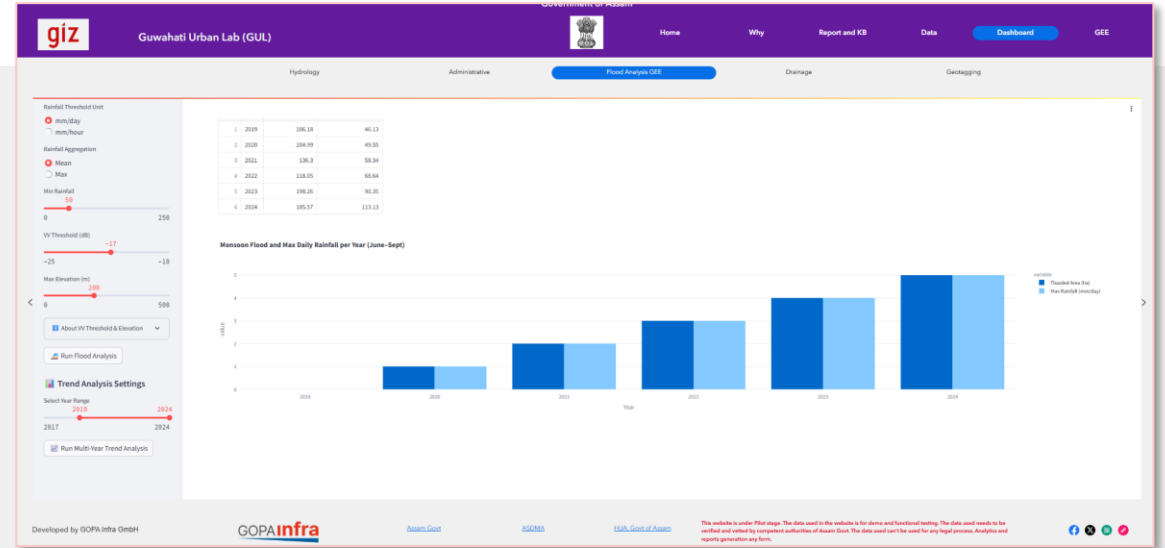 Government of Assam
giz
Guwahati Urban Lab (GUL)
Home
Why
Report and KB
Data
Dashboard
GEE
Hydrology
Administrative
Flood Analysis GEE
Drainage
Geotagging
Rainfall Threshold Unit
mm/day
mm/hour
Rainfall Aggregation
Mean
Max
Min Rainfall
50
0 250
VV Threshold (dB)
-17
-25 -10
Max Elevation (m)
200
0 500
About VV Threshold & Elevation
Run Flood Analysis
Trend Analysis Settings
Select Year Range
2019 2024
2017 2024
Run Multi-Year Trend Analysis
1 2019 106.18 46.13
2 2020 204.99 49.55
3 2021 136.3 58.34
4 2022 118.05 68.64
5 2023 198.26 90.35
6 2024 105.57 113.13
Monsoon Flood and Max Daily Rainfall per Year (June–Sept)
variable
Flooded Area (ha)
Max Rainfall (mm/day)
value
5
4
3
2
1
0
2019 2020 2021 2022 2023 2024
Year
Developed by GOPA Infra GmbH
GOPA infra
Assam Govt
ASDMA
HUA, Govt of Assam
This website is under Pilot stage. The data used in the website is for demo and functional testing. The data used needs to be
verified and vetted by competent authorities of Assam Govt. The data used can't be used for any legal process, Analytics and
reports generation any form.